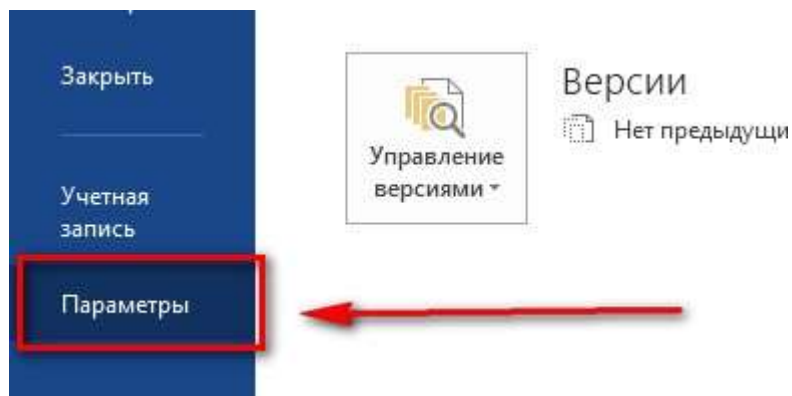 Закрыть
Учетная
запись
Параметры
Управление
версиями
Версии
Нет предыдущи